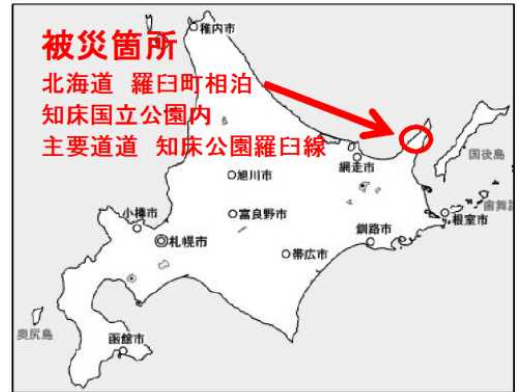 稚内市
被災箇所
北海道 羅臼町相泊
知床国立公園内
主要道道 知床公園羅臼線
国後島
網走市
旭川市
歯舞
小樽市
富良野市
釧路市
根室市
札幌市
帯広市
奥尻島
函館市